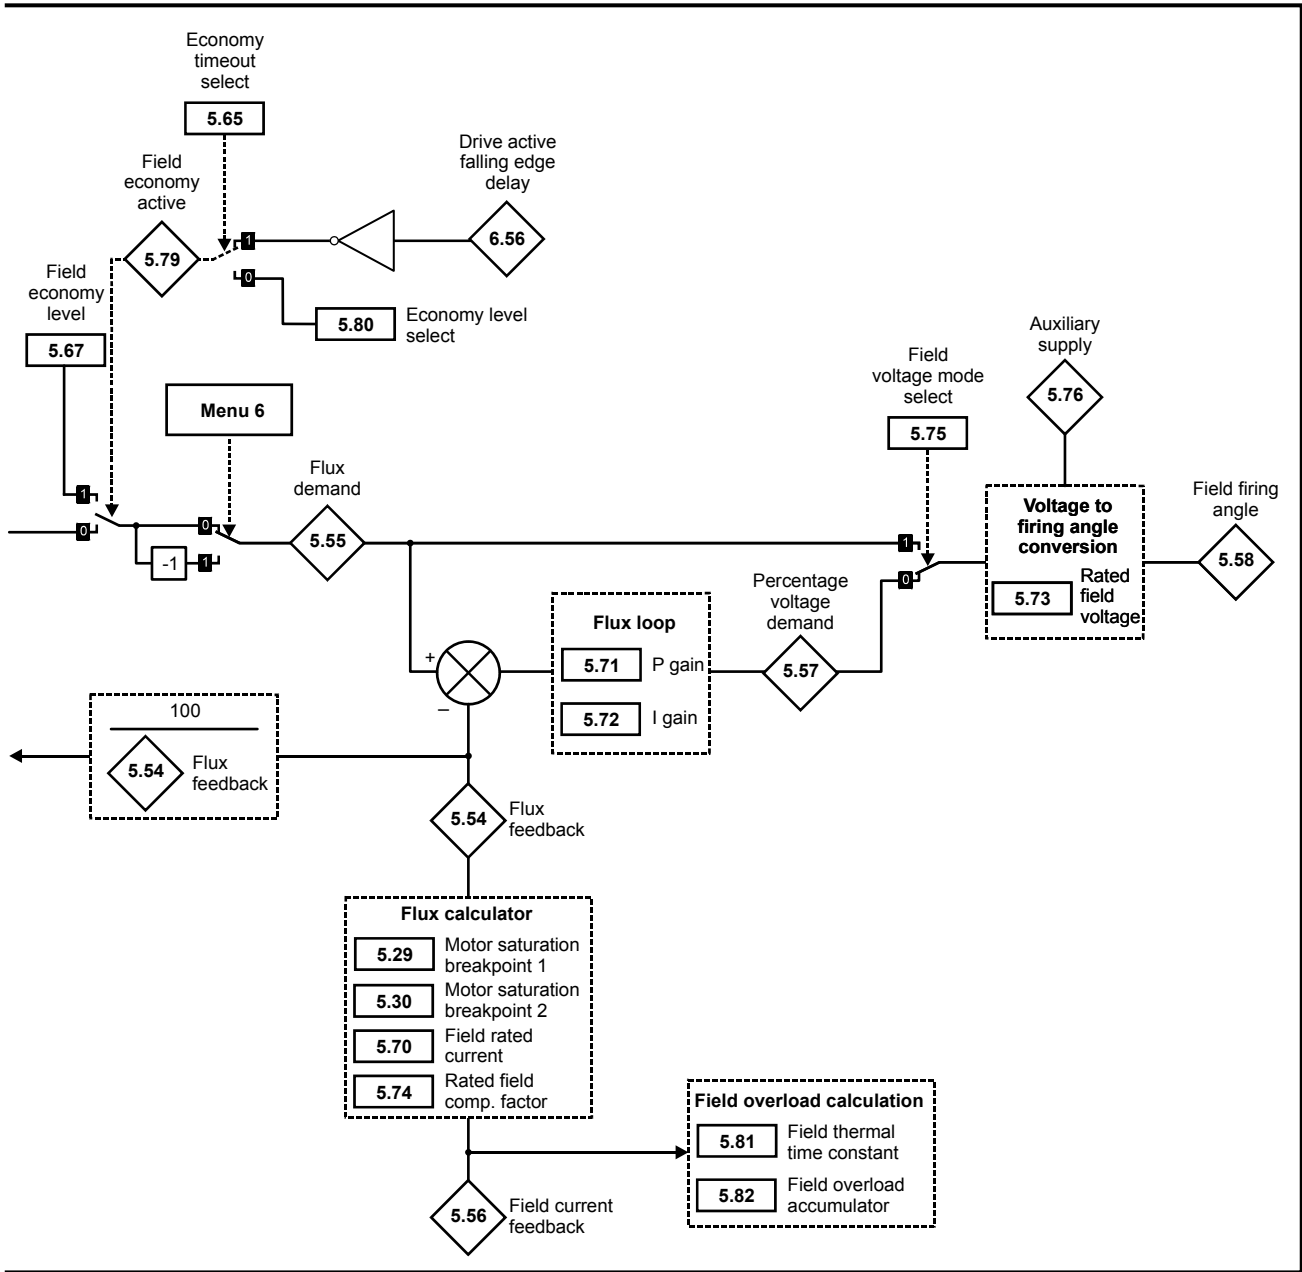 Economy
timeout
select
5.65
Drive active
falling edge
delay
6.56
Field
economy
active
5.79
1
0
5.80
Economy level
select
Field
economy
level
5.67
Menu 6
1
0
0
-1
1
Flux
demand
5.55
Field
voltage mode
select
5.75
Auxiliary
supply
5.76
1
0
Voltage to
firing angle
conversion
5.73
Rated
field
voltage
Field firing
angle
5.58
Percentage
voltage
demand
5.57
Flux loop
5.71 P gain
5.72 I gain
+
–
100
5.54
Flux
feedback
5.54
Flux
feedback
Flux calculator
5.29
Motor saturation
breakpoint 1
5.30
Motor saturation
breakpoint 2
5.70
Field rated
current
5.74
Rated field
comp. factor
Field overload calculation
5.81
Field thermal
time constant
5.82
Field overload
accumulator
5.56
Field current
feedback